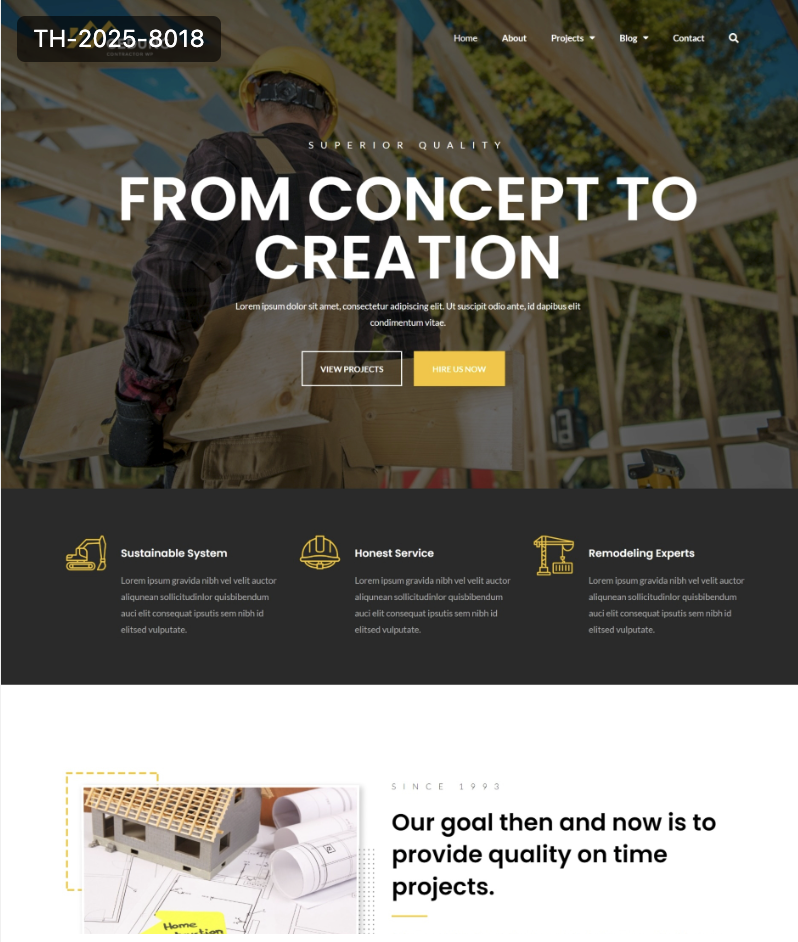 TH-2025-8018
CONTRACTOR WP
Home About Projects Blog Contact
SUPERIOR QUALITY
FROM CONCEPT TO
CREATION
Lorem ipsum dolor sit amet, consectetur adipiscing elit. Ut suscipit odio ante, id dapibus elit
condimentum vitae.
VIEW PROJECTS HIRE US NOW
Sustainable System
Lorem ipsum gravida nibh vel velit auctor
aliqunean sollicitudinlor quisbibendum
auci elit consequat ipsutis sem nibh id
elitsed vulputate.
Honest Service
Lorem ipsum gravida nibh vel velit auctor
aliqunean sollicitudinlor quisbibendum
auci elit consequat ipsutis sem nibh id
elitsed vulputate.
Remodeling Experts
Lorem ipsum gravida nibh vel velit auctor
aliqunean sollicitudinlor quisbibendum
auci elit consequat ipsutis sem nibh id
elitsed vulputate.
SINCE 1993
Our goal then and now is to
provide quality on time
projects.
Home